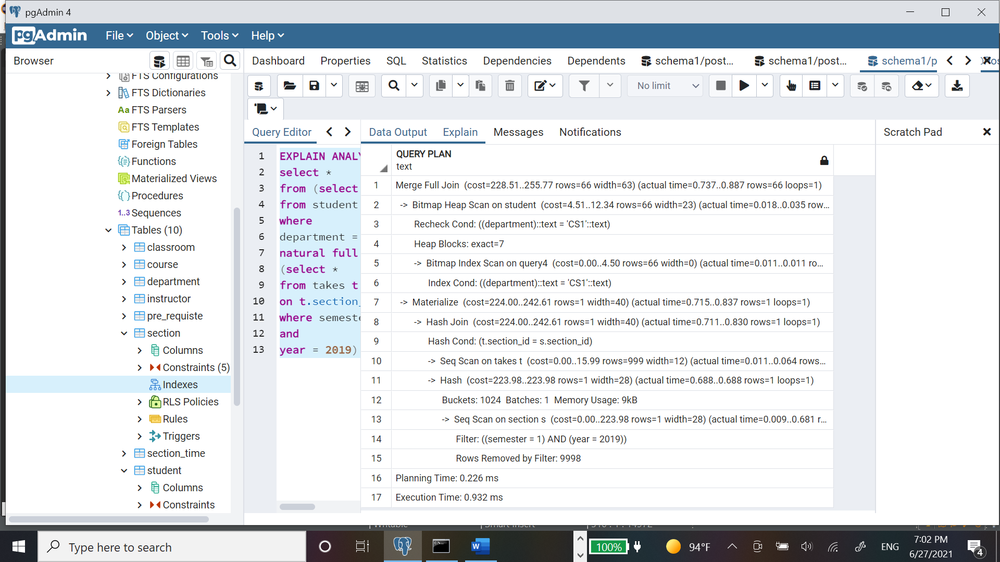 pgAdmin 4
pgAdmin
File
Object
Tools
Help
Browser
Dashboard
Properties
SQL
Statistics
Dependencies
Dependents
schema1/post...
schema1/post...
schema1/p
FTS Configurations
FTS Dictionaries
Aa FTS Parsers
FTS Templates
Foreign Tables
Functions
Materialized Views
Procedures
1..3 Sequences
Tables (10)
classroom
course
department
instructor
pre_requiste
section
Columns
Constraints (5)
Indexes
RLS Policies
Rules
Triggers
section_time
student
Columns
Constraints
No limit
Query Editor
Data Output
Explain
Messages
Notifications
Scratch Pad
1 EXPLAIN ANALY
2 select *
3 from (select
4 from student
5 where
6 department =
7 natural full
8 (select *
9 from takes t
10 on t.section_
11 where semeste
12 and
13 year = 2019)
QUERY PLAN
text
1 Merge Full Join (cost=228.51..255.77 rows=66 width=63) (actual time=0.737..0.887 rows=66 loops=1)
2 -> Bitmap Heap Scan on student (cost=4.51..12.34 rows=66 width=23) (actual time=0.018..0.035 row...
3 Recheck Cond: ((department)::text = 'CS1'::text)
4 Heap Blocks: exact=7
5 -> Bitmap Index Scan on query4 (cost=0.00..4.50 rows=66 width=0) (actual time=0.011..0.011 ro...
6 Index Cond: ((department)::text = 'CS1'::text)
7 -> Materialize (cost=224.00..242.61 rows=1 width=40) (actual time=0.715..0.837 rows=1 loops=1)
8 -> Hash Join (cost=224.00..242.61 rows=1 width=40) (actual time=0.711..0.830 rows=1 loops=1)
9 Hash Cond: (t.section_id = s.section_id)
10 -> Seq Scan on takes t (cost=0.00..15.99 rows=999 width=12) (actual time=0.011..0.064 rows...
11 -> Hash (cost=223.98..223.98 rows=1 width=28) (actual time=0.688..0.688 rows=1 loops=1)
12 Buckets: 1024 Batches: 1 Memory Usage: 9kB
13 -> Seq Scan on section s (cost=0.00..223.98 rows=1 width=28) (actual time=0.009..0.681 r...
14 Filter: ((semester = 1) AND (year = 2019))
15 Rows Removed by Filter: 9998
16 Planning Time: 0.226 ms
17 Execution Time: 0.932 ms
Type here to search
W
100%
94°F
ENG
7:02 PM
6/27/2021
4